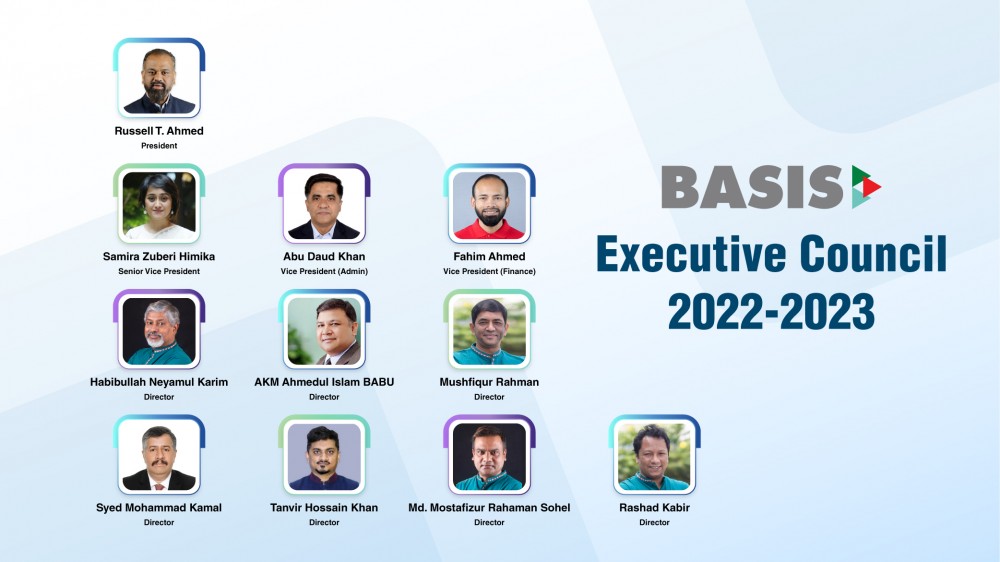 Russell T. Ahmed
President
Samira Zuberi Himika
Senior Vice President
Abu Daud Khan
Vice President (Admin)
Fahim Ahmed
Vice President (Finance)
BASIS
Executive Council
2022-2023
Habibullah Neyamul Karim
Director
AKM Ahmedul Islam BABU
Director
Mushfiqur Rahman
Director
Syed Mohammad Kamal
Director
Tanvir Hossain Khan
Director
Md. Mostafizur Rahaman Sohel
Director
Rashad Kabir
Director